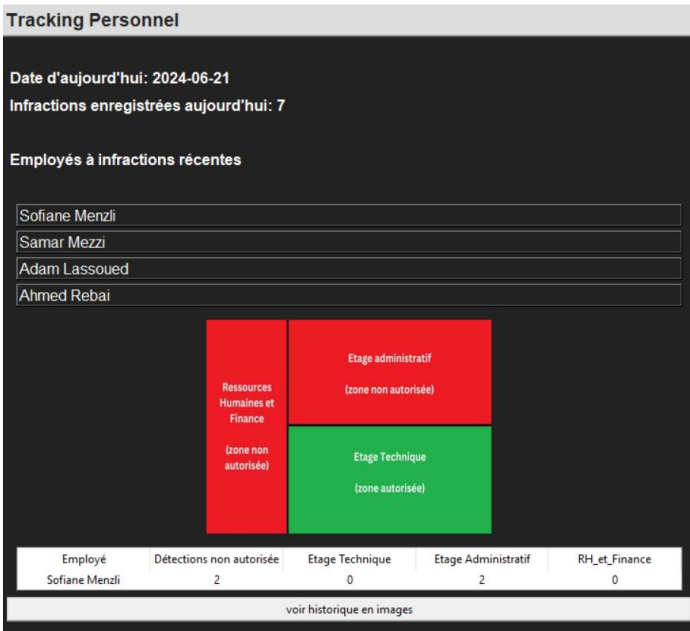 Tracking Personnel
Date d'aujourd'hui: 2024-06-21
Infractions enregistrées aujourd'hui: 7
Employés à infractions récentes
Sofiane Menzli
Samar Mezzi
Adam Lassoued
Ahmed Rebai
Ressources
Humaines et
Finance
(zone non
autorisée)
Etage administratif
(zone non autorisée)
Etage Technique
(zone autorisée)
Employé Détections non autorisée Etage Technique Etage Administratif RH_et_Finance
Sofiane Menzli 2 0 2 0
voir historique en images